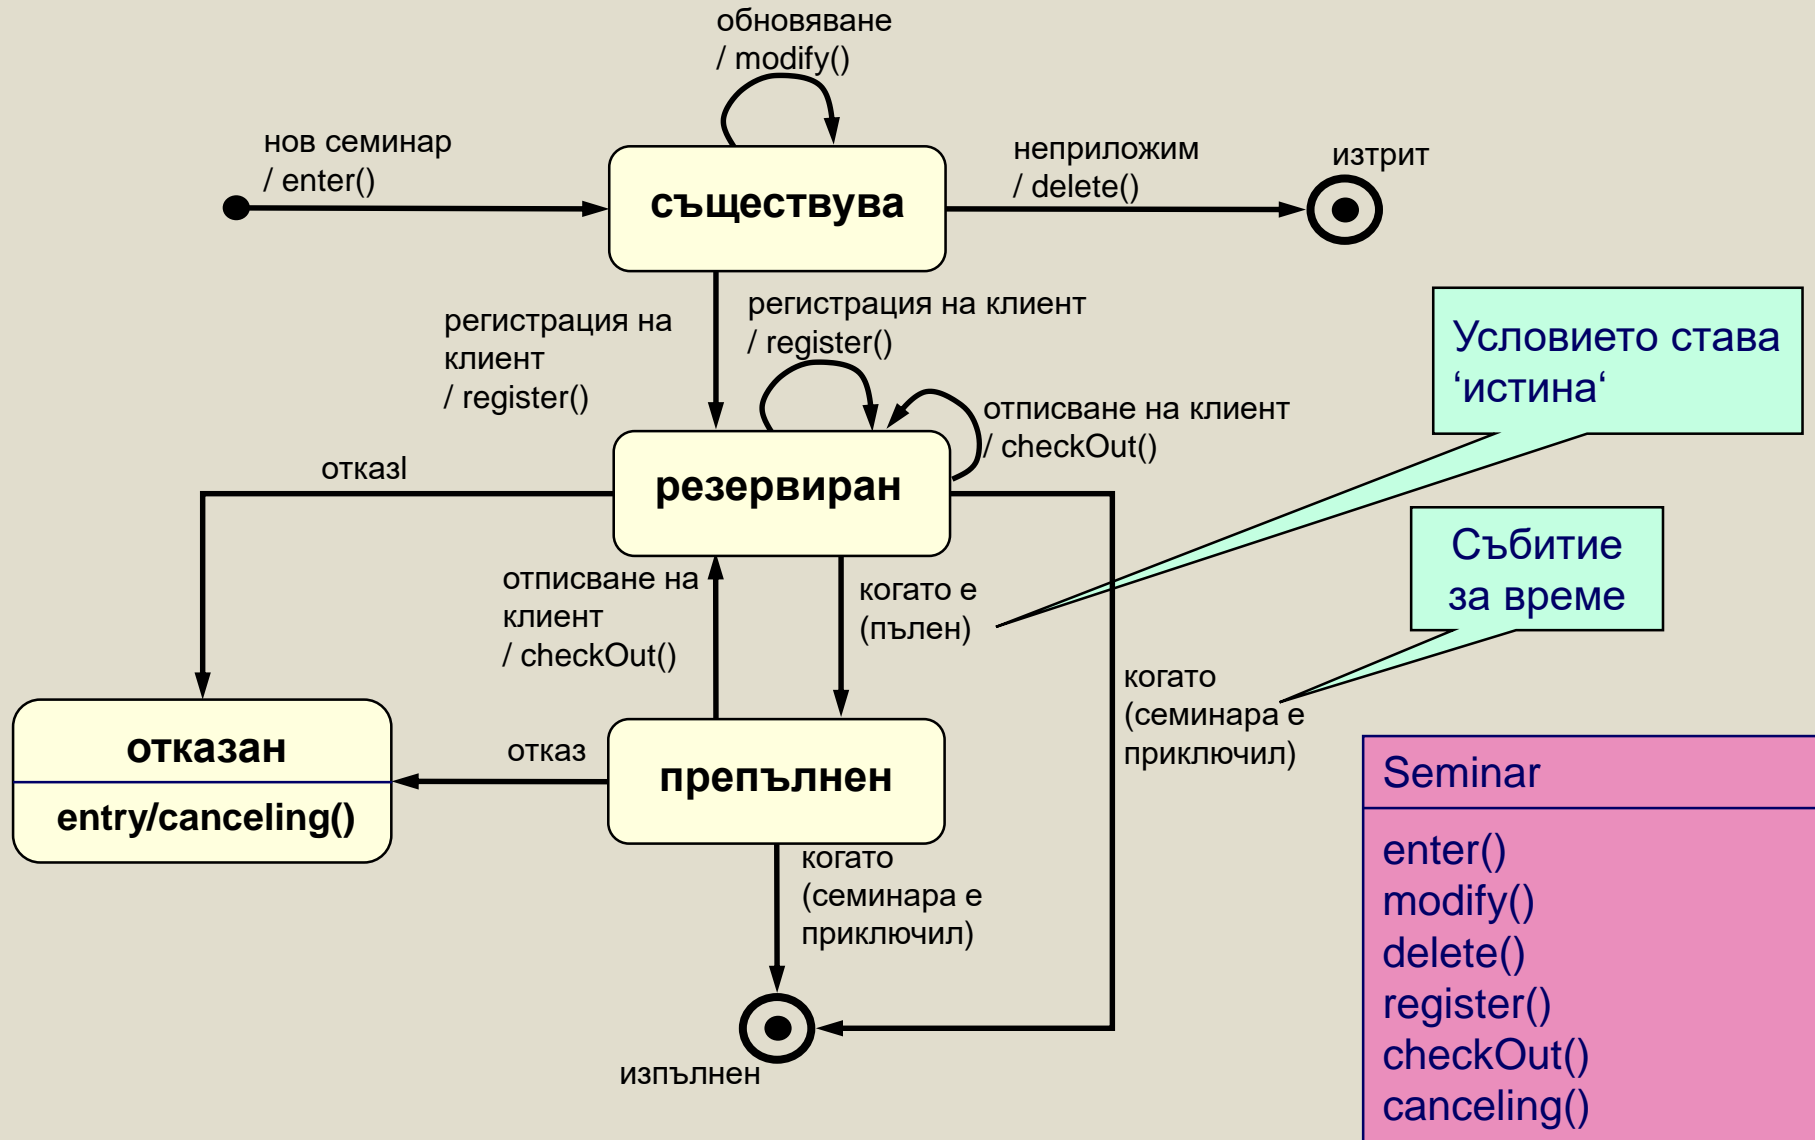 обновяване
/ modify()
нов семинар
/ enter()
съществува
неприложим
/ delete()
изтрит
регистрация на
клиент
/ register()
регистрация на клиент
/ register()
Условието става
‘истина‘
отписване на клиент
/ checkOut()
отказl
резервиран
Събитие
за време
отписване на
клиент
/ checkOut()
когато е
(пълен)
когато
(семинара е
приключил)
отказан
entry/canceling()
отказ
препълнен
когато
(семинара е
приключил)
изпълнен
Seminar
enter()
modify()
delete()
register()
checkOut()
canceling()